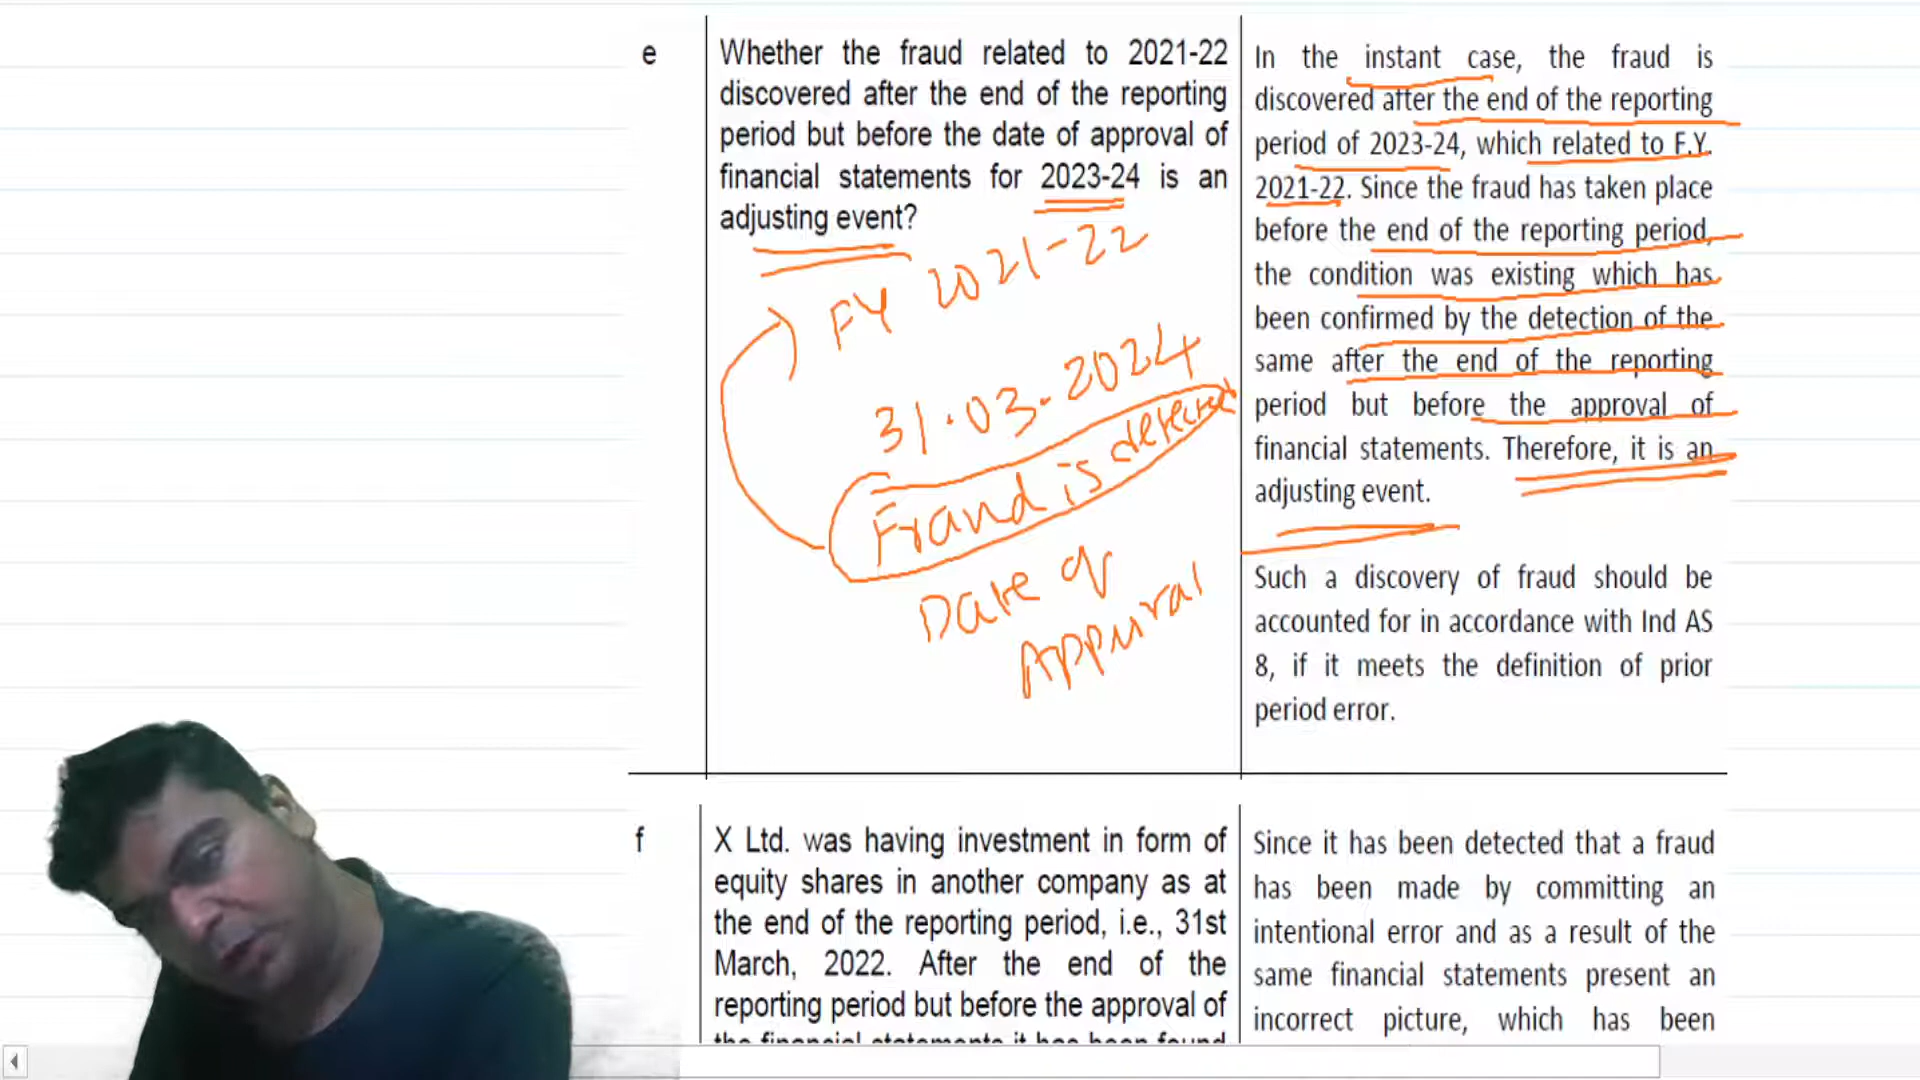 e
Whether the fraud related to 2021-22
discovered after the end of the reporting
period but before the date of approval of
financial statements for 2023-24 is an
adjusting event?
FY 2021-22
31.03.2024
Fraud is detected
Date of
Approval
In the instant case, the fraud is
discovered after the end of the reporting
period of 2023-24, which related to F.Y.
2021-22. Since the fraud has taken place
before the end of the reporting period,
the condition was existing which has
been confirmed by the detection of the
same after the end of the reporting
period but before the approval of
financial statements. Therefore, it is an
adjusting event.
Such a discovery of fraud should be
accounted for in accordance with Ind AS
8, if it meets the definition of prior
period error.
f
X Ltd. was having investment in form of
equity shares in another company as at
the end of the reporting period, i.e., 31st
March, 2022. After the end of the
reporting period but before the approval of
the financial statements it has been found
Since it has been detected that a fraud
has been made by committing an
intentional error and as a result of the
same financial statements present an
incorrect picture, which has been